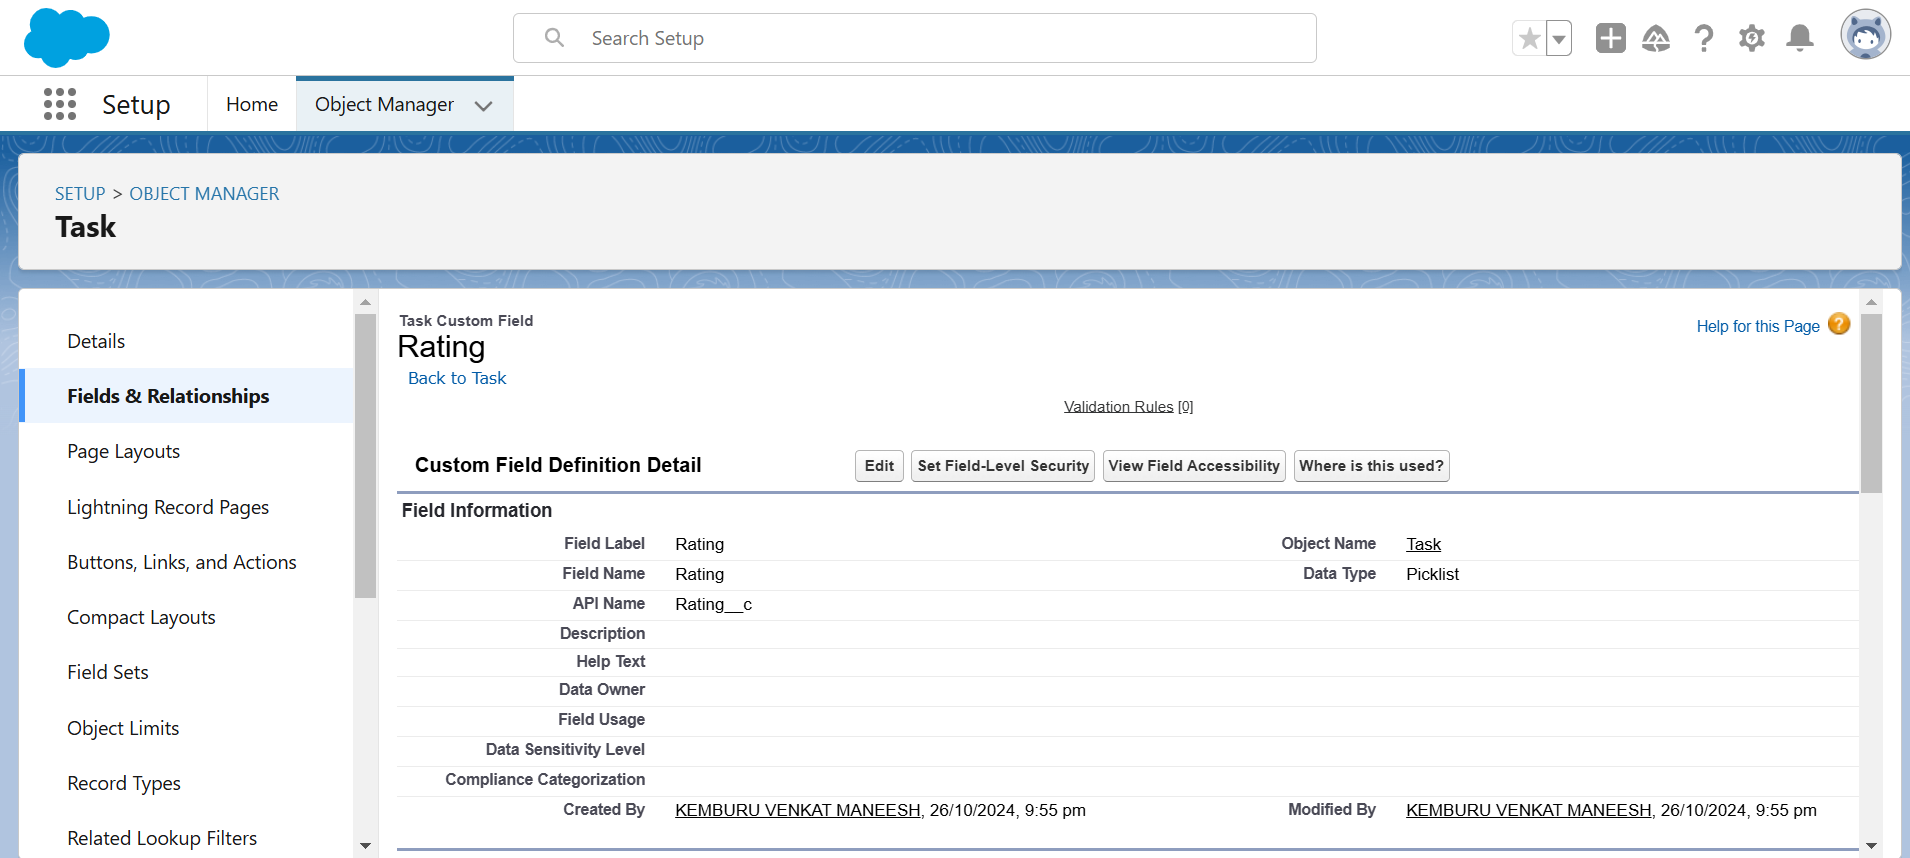 Search Setup
Setup
Home
Object Manager
SETUP > OBJECT MANAGER
Task
Details
Fields & Relationships
Page Layouts
Lightning Record Pages
Buttons, Links, and Actions
Compact Layouts
Field Sets
Object Limits
Record Types
Related Lookup Filters
Task Custom Field
Rating
Back to Task
Help for this Page ?
Validation Rules [0]
Custom Field Definition Detail
Edit
Set Field-Level Security
View Field Accessibility
Where is this used?
Field Information
Field Label Rating Object Name Task
Field Name Rating Data Type Picklist
API Name Rating__c
Description
Help Text
Data Owner
Field Usage
Data Sensitivity Level
Compliance Categorization
Created By KEMBURU VENKAT MANEESH, 26/10/2024, 9:55 pm Modified By KEMBURU VENKAT MANEESH, 26/10/2024, 9:55 pm